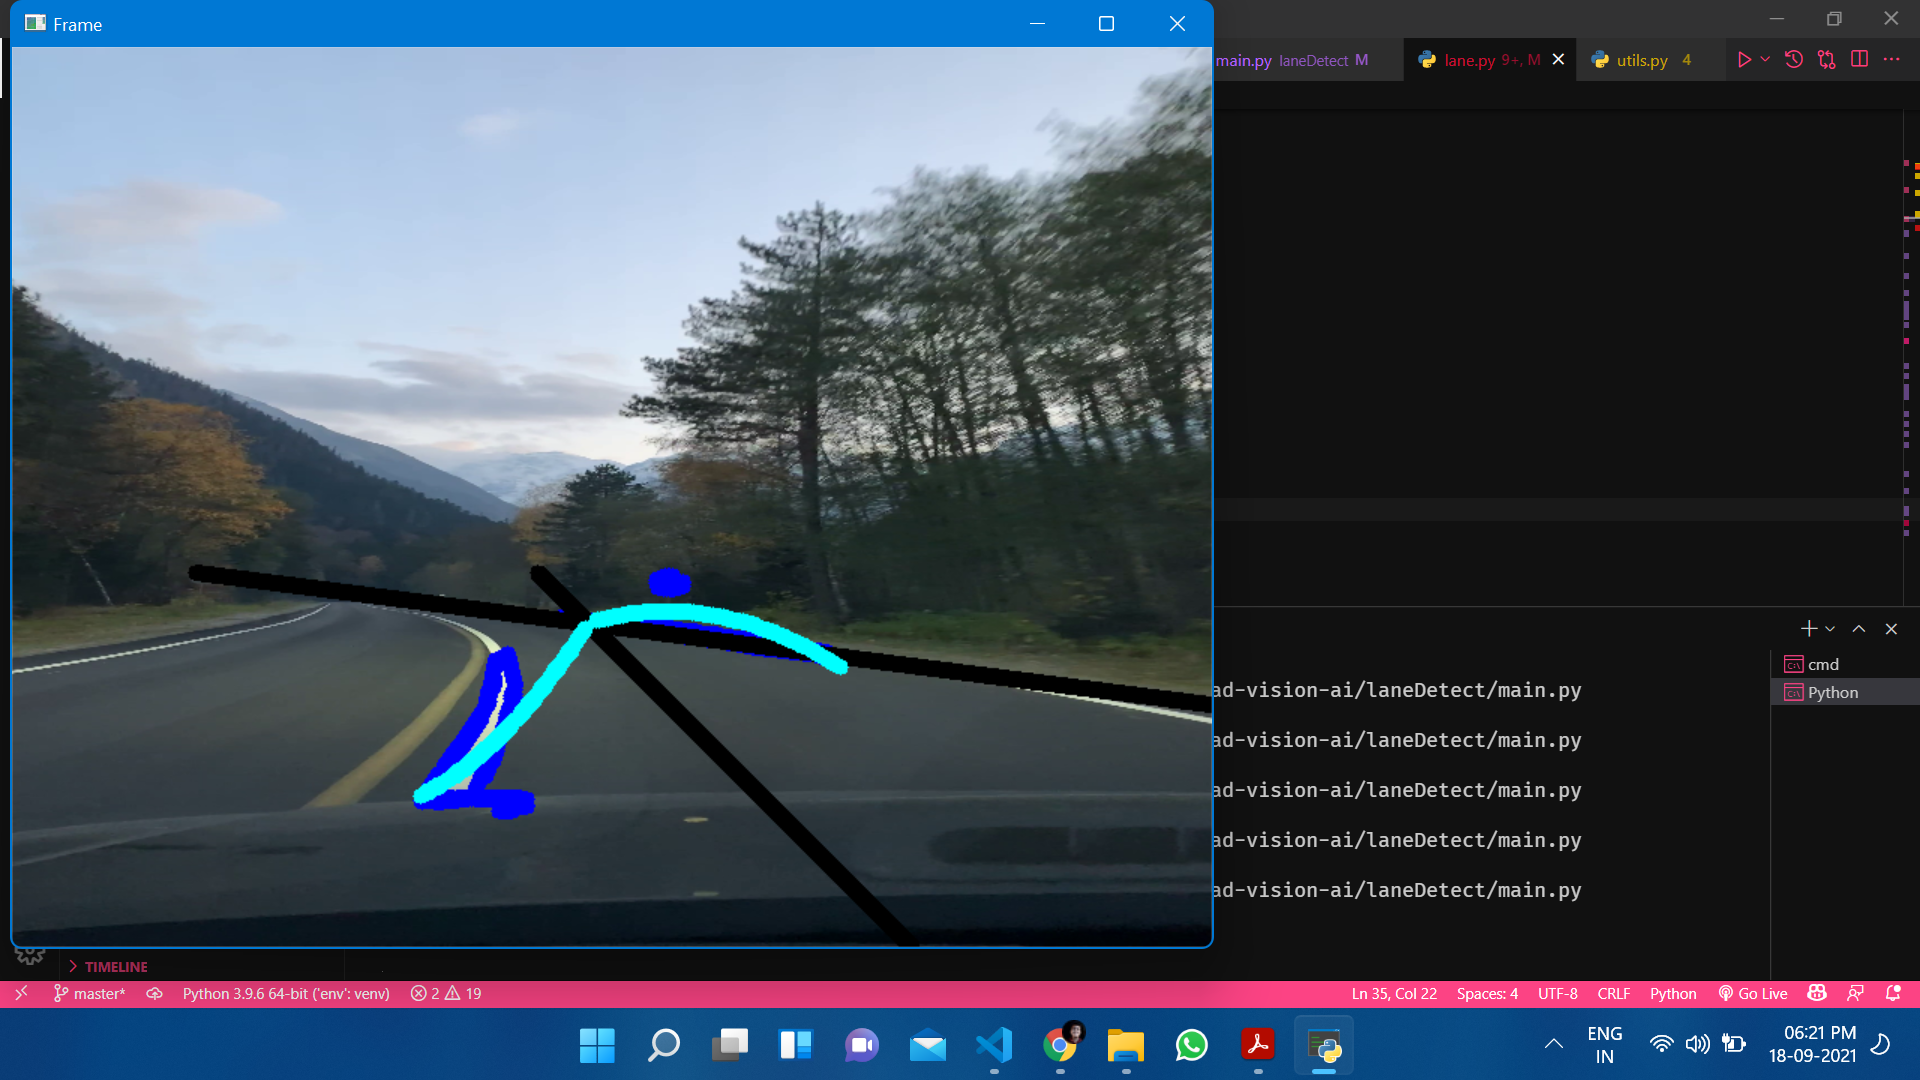 Frame
main.py laneDetect M
lane.py 9+, M
utils.py 4
ad-vision-ai/laneDetect/main.py
ad-vision-ai/laneDetect/main.py
ad-vision-ai/laneDetect/main.py
ad-vision-ai/laneDetect/main.py
ad-vision-ai/laneDetect/main.py
cmd
Python
TIMELINE
master* Python 3.9.6 64-bit ('env': venv) 2 19
Ln 35, Col 22 Spaces: 4 UTF-8 CRLF Python Go Live
ENG
IN
06:21 PM
18-09-2021